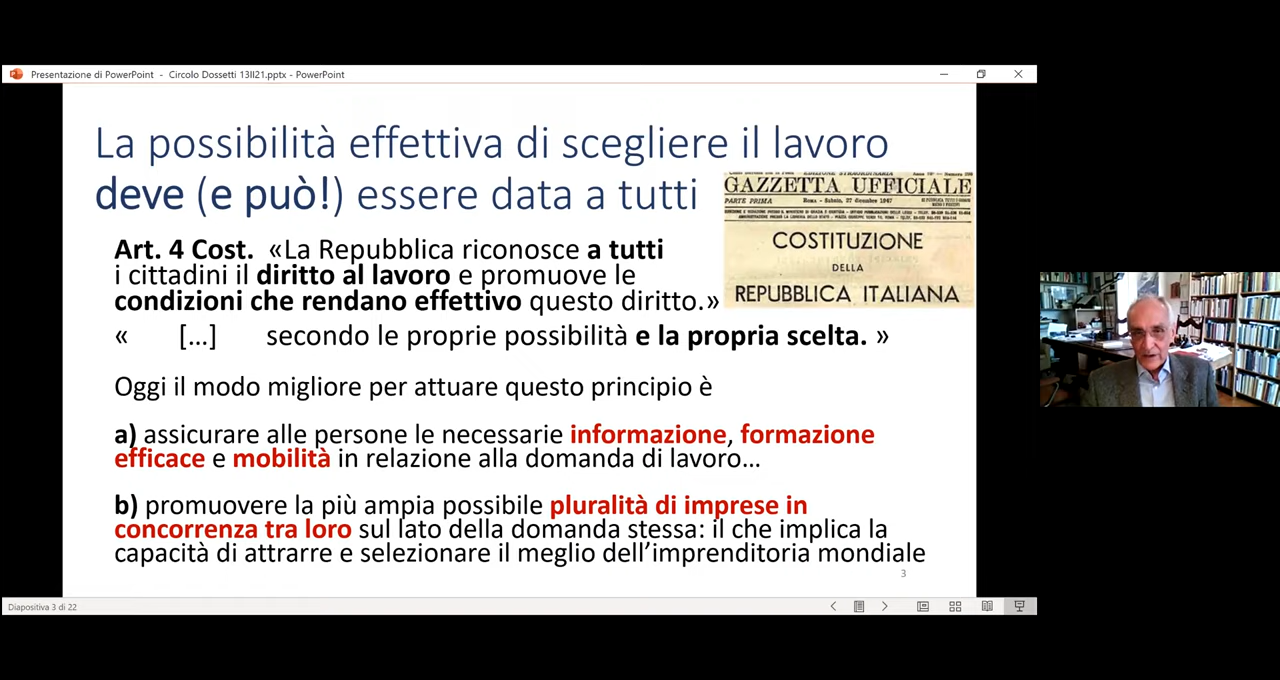 Presentazione di PowerPoint - Circolo Dossetti 13II21.pptx - PowerPoint
La possibilità effettiva di scegliere il lavoro
deve (e può!) essere data a tutti
GAZZETTA UFFICIALE
PARTE PRIMA Roma - Sabato, 27 dicembre 1947
COSTITUZIONE
DELLA
REPUBBLICA ITALIANA
Art. 4 Cost. «La Repubblica riconosce a tutti
i cittadini il diritto al lavoro e promuove le
condizioni che rendano effettivo questo diritto.»
« [...] secondo le proprie possibilità e la propria scelta. »
Oggi il modo migliore per attuare questo principio è
a) assicurare alle persone le necessarie informazione, formazione
efficace e mobilità in relazione alla domanda di lavoro…
b) promuovere la più ampia possibile pluralità di imprese in
concorrenza tra loro sul lato della domanda stessa: il che implica la
capacità di attrarre e selezionare il meglio dell’imprenditoria mondiale
3
Diapositiva 3 di 22